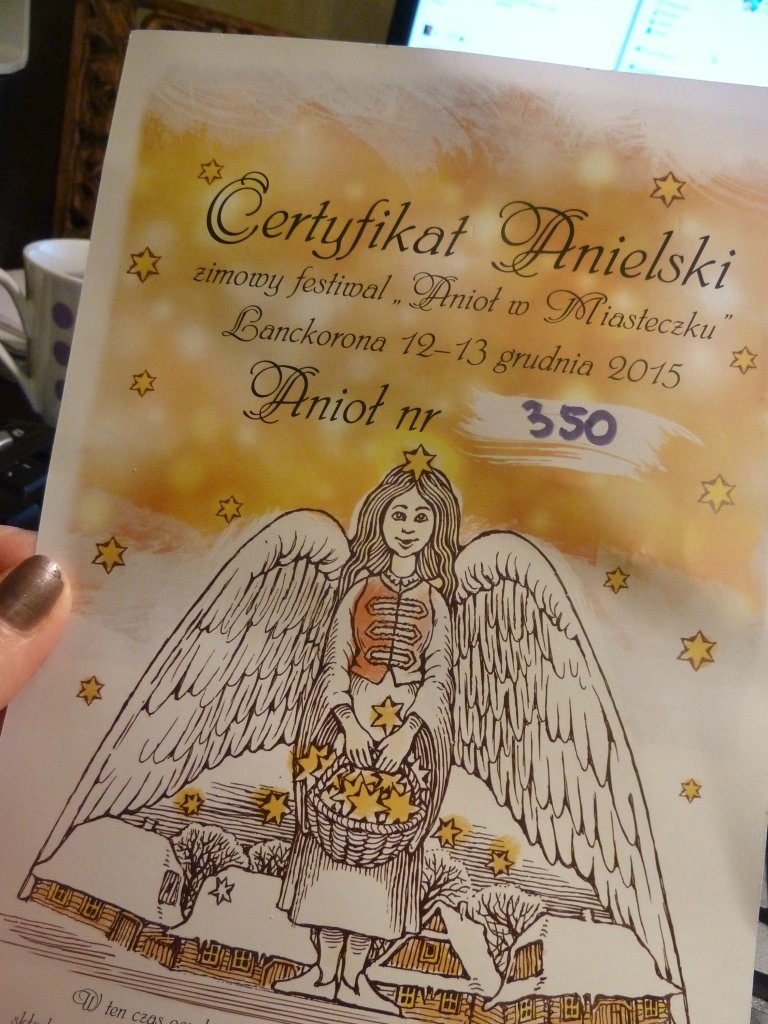 Certyfikat Anielski
zimowy festiwal „Anioł w Miasteczku”
Lanckorona 12–13 grudnia 2015
Anioł nr 350
W ten czas